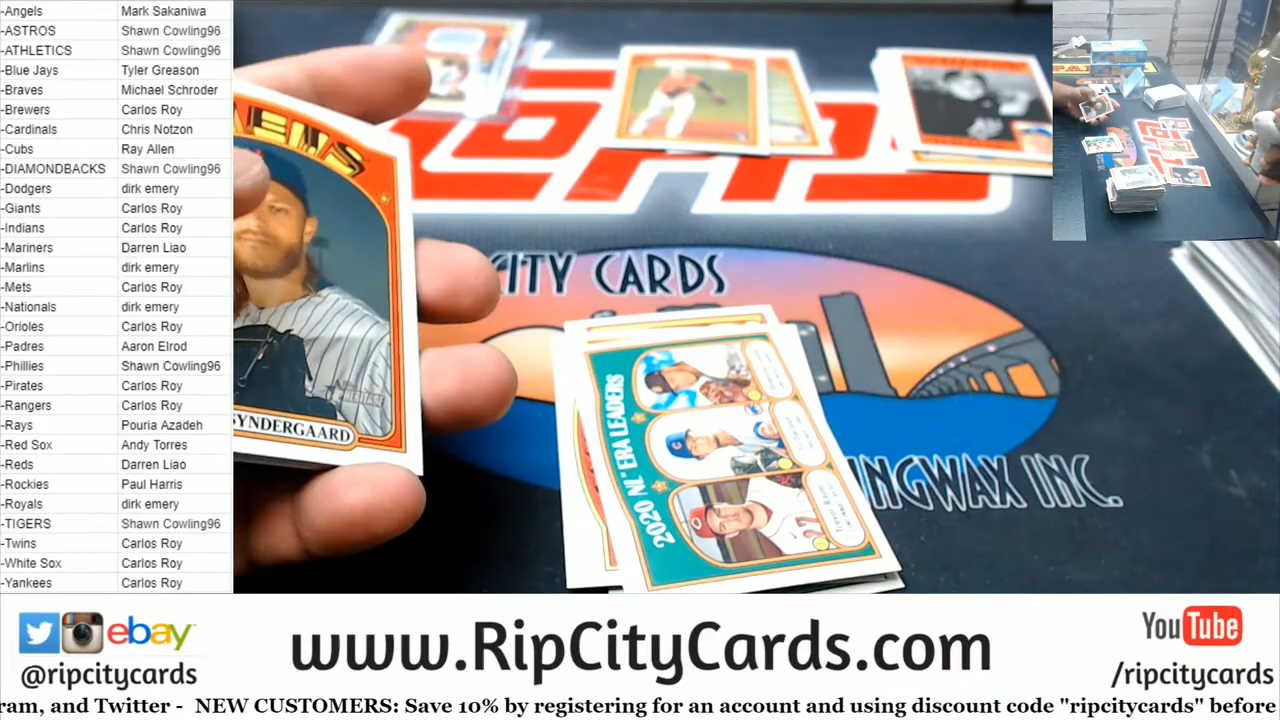 -Angels Mark Sakaniwa
-ASTROS Shawn Cowling96
-ATHLETICS Shawn Cowling96
-Blue Jays Tyler Greason
-Braves Michael Schroder
-Brewers Carlos Roy
-Cardinals Chris Notzon
-Cubs Ray Allen
-DIAMONDBACKS Shawn Cowling96
-Dodgers dirk emery
-Giants Carlos Roy
-Indians Carlos Roy
-Mariners Darren Liao
-Marlins dirk emery
-Mets Carlos Roy
-Nationals dirk emery
-Orioles Carlos Roy
-Padres Aaron Elrod
-Phillies Shawn Cowling96
-Pirates Carlos Roy
-Rangers Carlos Roy
-Rays Pouria Azadeh
-Red Sox Andy Torres
-Reds Darren Liao
-Rockies Paul Harris
-Royals dirk emery
-TIGERS Shawn Cowling96
-Twins Carlos Roy
-White Sox Carlos Roy
-Yankees Carlos Roy
SYNDERGAARD
HERITAGE
CITY CARDS
INGWAX INC.
2020 NL ERA LEADERS
ebay
@ripcitycards
www.RipCityCards.com
YouTube
/ripcitycards
ram, and Twitter - NEW CUSTOMERS: Save 10% by registering for an account and using discount code "ripcitycards" before